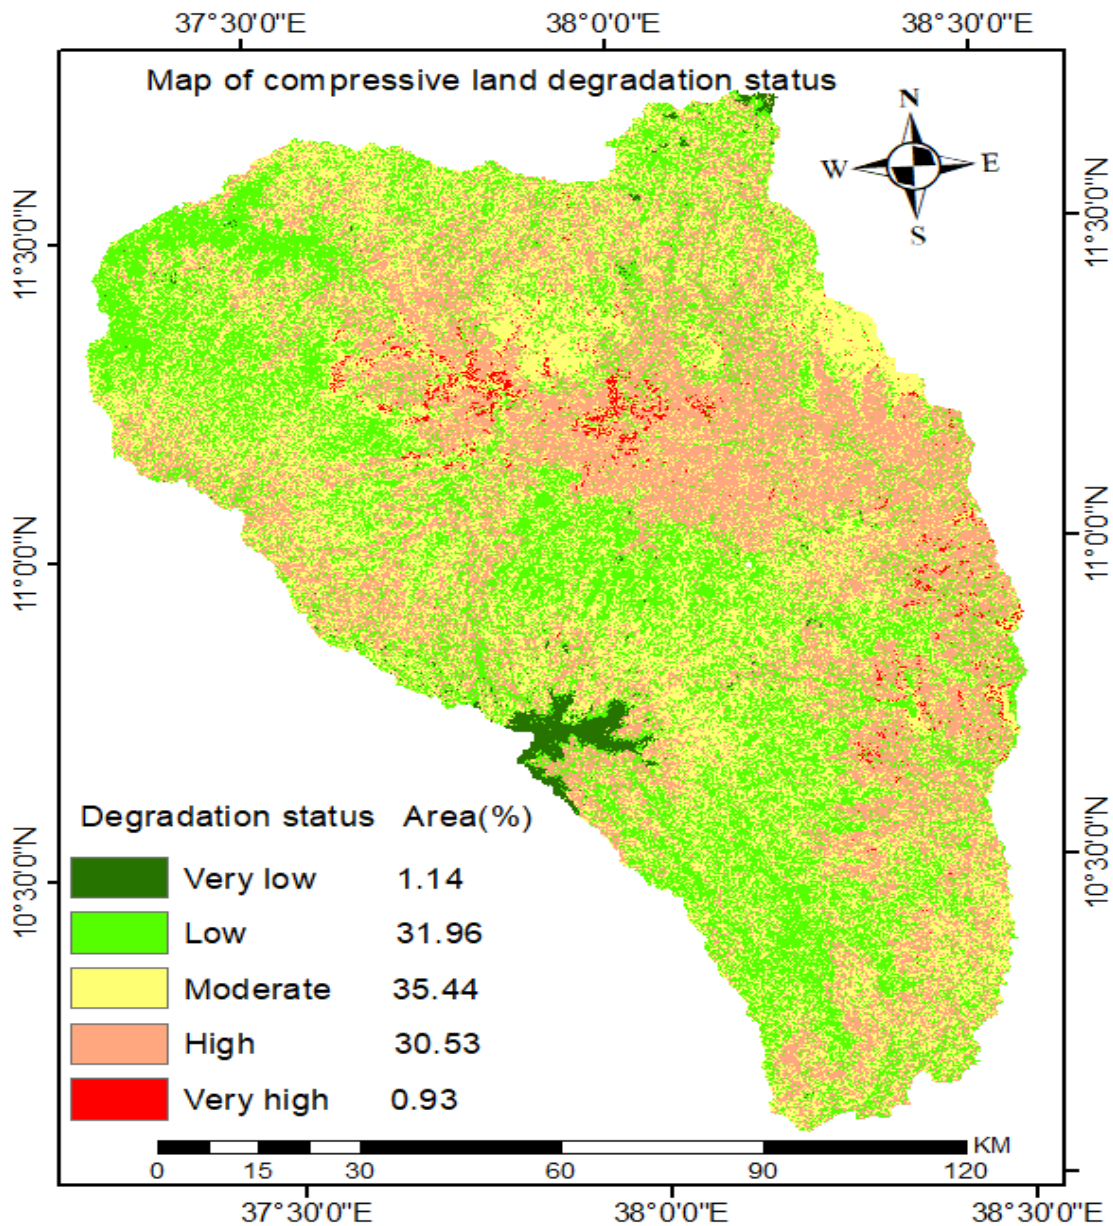 37°30'0"E 38°0'0"E 38°30'0"E
Map of compressive land degradation status
N
W E
S
11°30'0"N 11°30'0"N
11°0'0"N 11°0'0"N
10°30'0"N 10°30'0"N
Degradation status Area(%)
Very low 1.14
Low 31.96
Moderate 35.44
High 30.53
Very high 0.93
KM
0 15 30 60 90 120
37°30'0"E 38°0'0"E 38°30'0"E